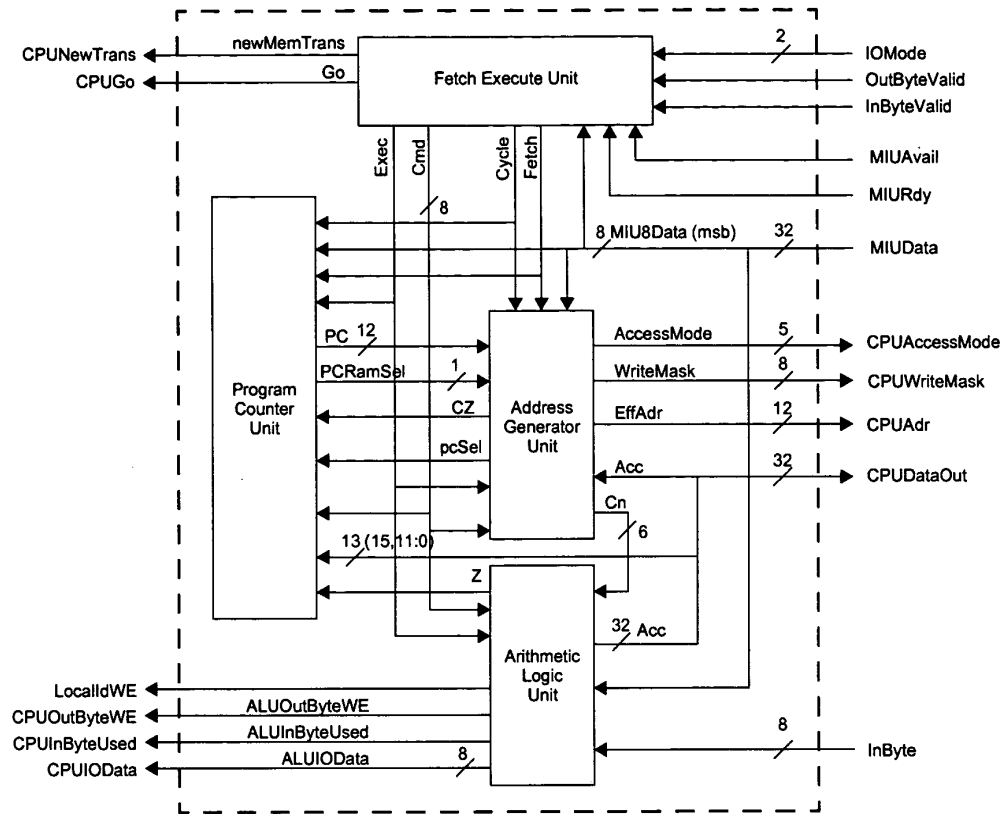 newMemTrans
CPUNewTrans
Go
CPUGo
Fetch Execute Unit
2
IOMode
OutByteValid
InByteValid
MIUAvail
MIURdy
Exec
Cmd
Cycle
Fetch
8
8 MIU8Data (msb)
32
MIUData
PC
12
PCRamSel
1
CZ
pcSel
Program
Counter
Unit
Address
Generator
Unit
AccessMode
5
CPUAccessMode
WriteMask
8
CPUWriteMask
EffAdr
12
CPUAdr
Acc
32
CPUDataOut
Cn
6
13 (15,11:0)
Z
32 Acc
Arithmetic
Logic
Unit
LocalIdWE
ALUOutByteWE
CPUOutByteWE
ALUInByteUsed
CPUInByteUsed
ALUIOData
8
CPUIOData
8
InByte